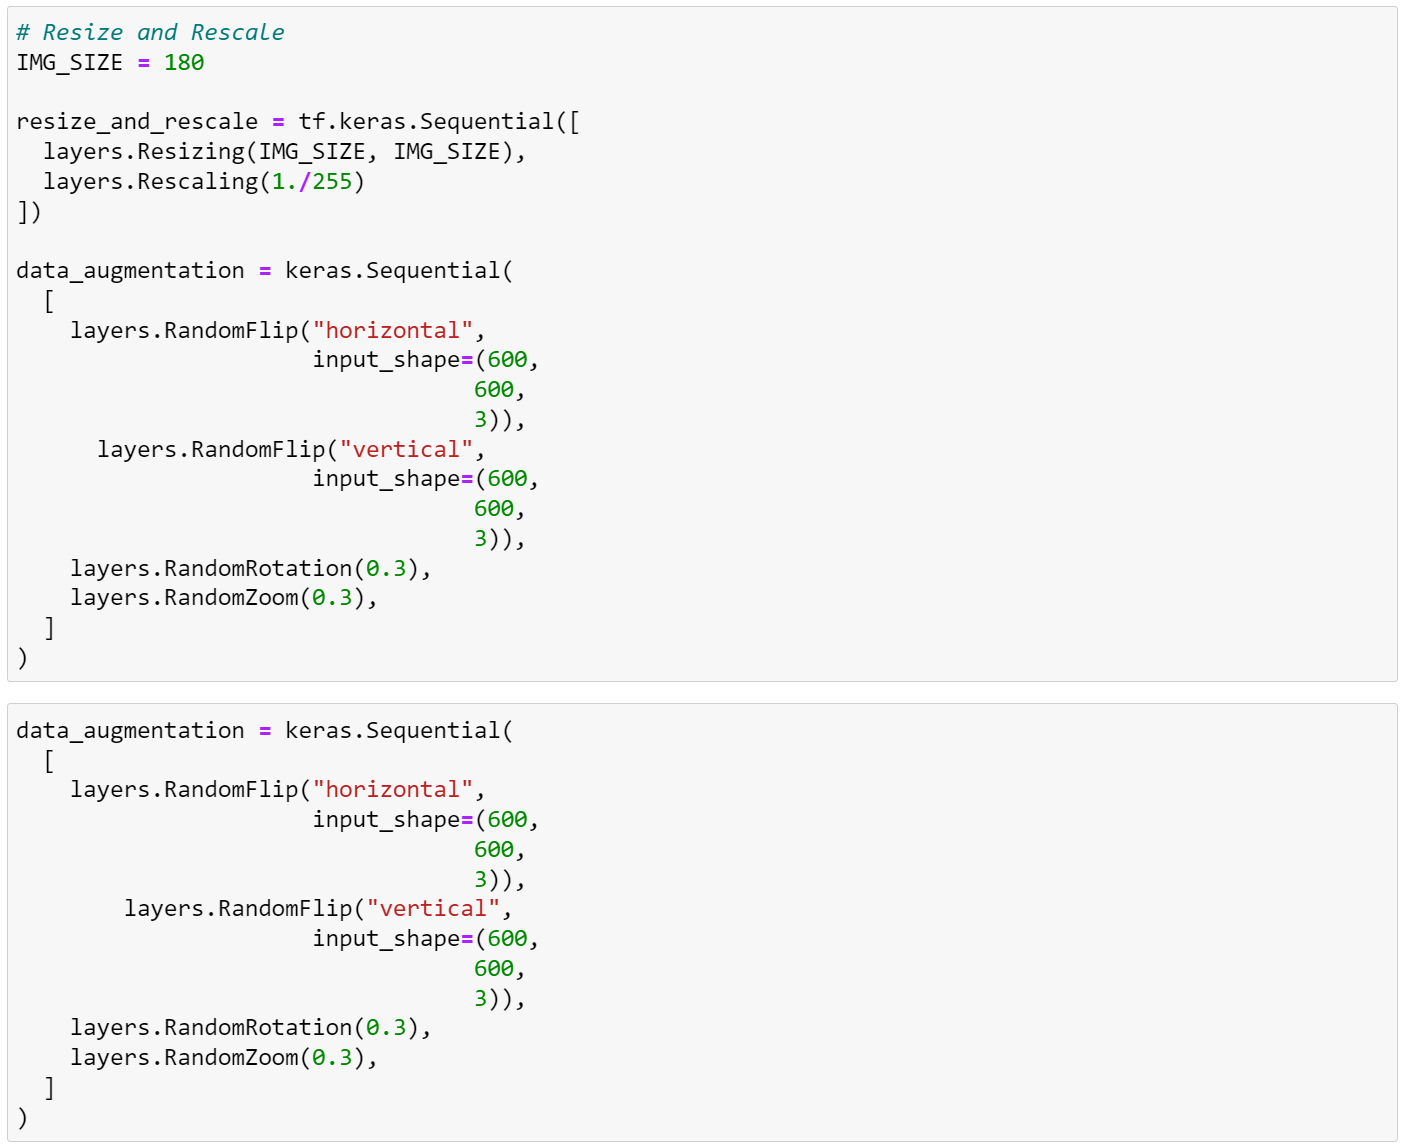 # Resize and Rescale
IMG_SIZE = 180

resize_and_rescale = tf.keras.Sequential([
  layers.Resizing(IMG_SIZE, IMG_SIZE),
  layers.Rescaling(1./255)
])

data_augmentation = keras.Sequential(
  [
    layers.RandomFlip("horizontal",
                      input_shape=(600,
                                  600,
                                  3)),
      layers.RandomFlip("vertical",
                      input_shape=(600,
                                  600,
                                  3)),
    layers.RandomRotation(0.3),
    layers.RandomZoom(0.3),
  ]
)

data_augmentation = keras.Sequential(
  [
    layers.RandomFlip("horizontal",
                      input_shape=(600,
                                  600,
                                  3)),
        layers.RandomFlip("vertical",
                      input_shape=(600,
                                  600,
                                  3)),
    layers.RandomRotation(0.3),
    layers.RandomZoom(0.3),
  ]
)